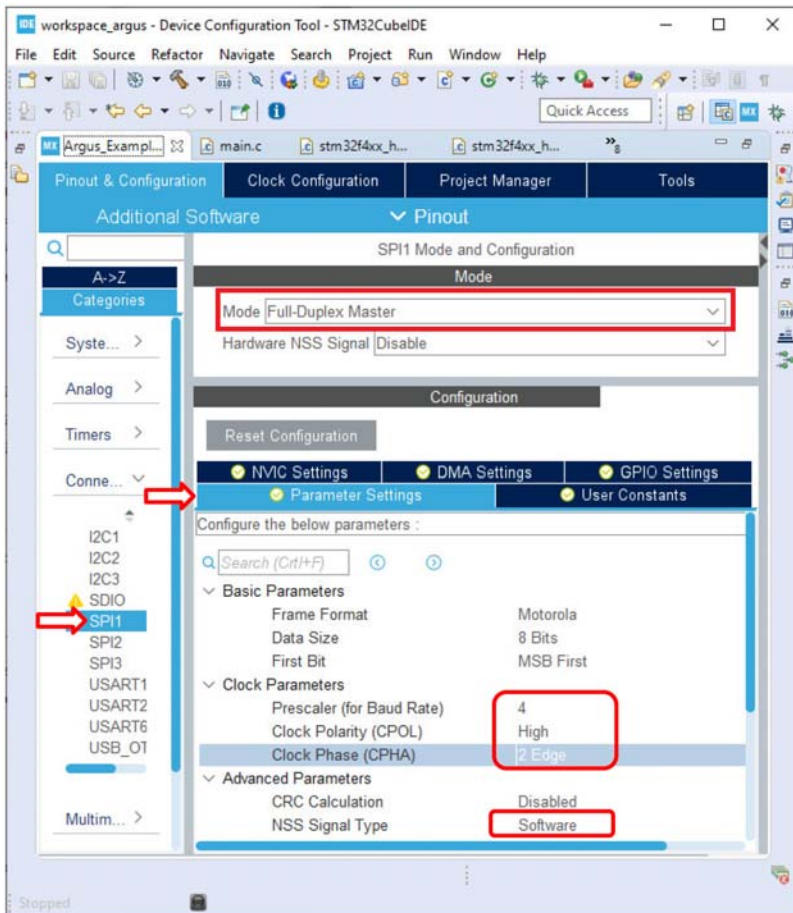 IDE workspace_argus - Device Configuration Tool - STM32CubeIDE
File Edit Source Refactor Navigate Search Project Run Window Help
Quick Access
MX Argus_Exampl... main.c stm32f4xx_h... stm32f4xx_h... »8
Pinout & Configuration Clock Configuration Project Manager Tools
Additional Software Pinout
SPI1 Mode and Configuration
A->Z
Categories
Mode
Mode Full-Duplex Master
Hardware NSS Signal Disable
Syste...
Analog
Timers
Conne...
I2C1
I2C2
I2C3
SDIO
SPI1
SPI2
SPI3
USART1
USART2
USART6
USB_OT
Multim...
Configuration
Reset Configuration
NVIC Settings DMA Settings GPIO Settings
Parameter Settings User Constants
Configure the below parameters :
Search (Crtl+F)
Basic Parameters
Frame Format Motorola
Data Size 8 Bits
First Bit MSB First
Clock Parameters
Prescaler (for Baud Rate) 4
Clock Polarity (CPOL) High
Clock Phase (CPHA) 2 Edge
Advanced Parameters
CRC Calculation Disabled
NSS Signal Type Software
Stopped